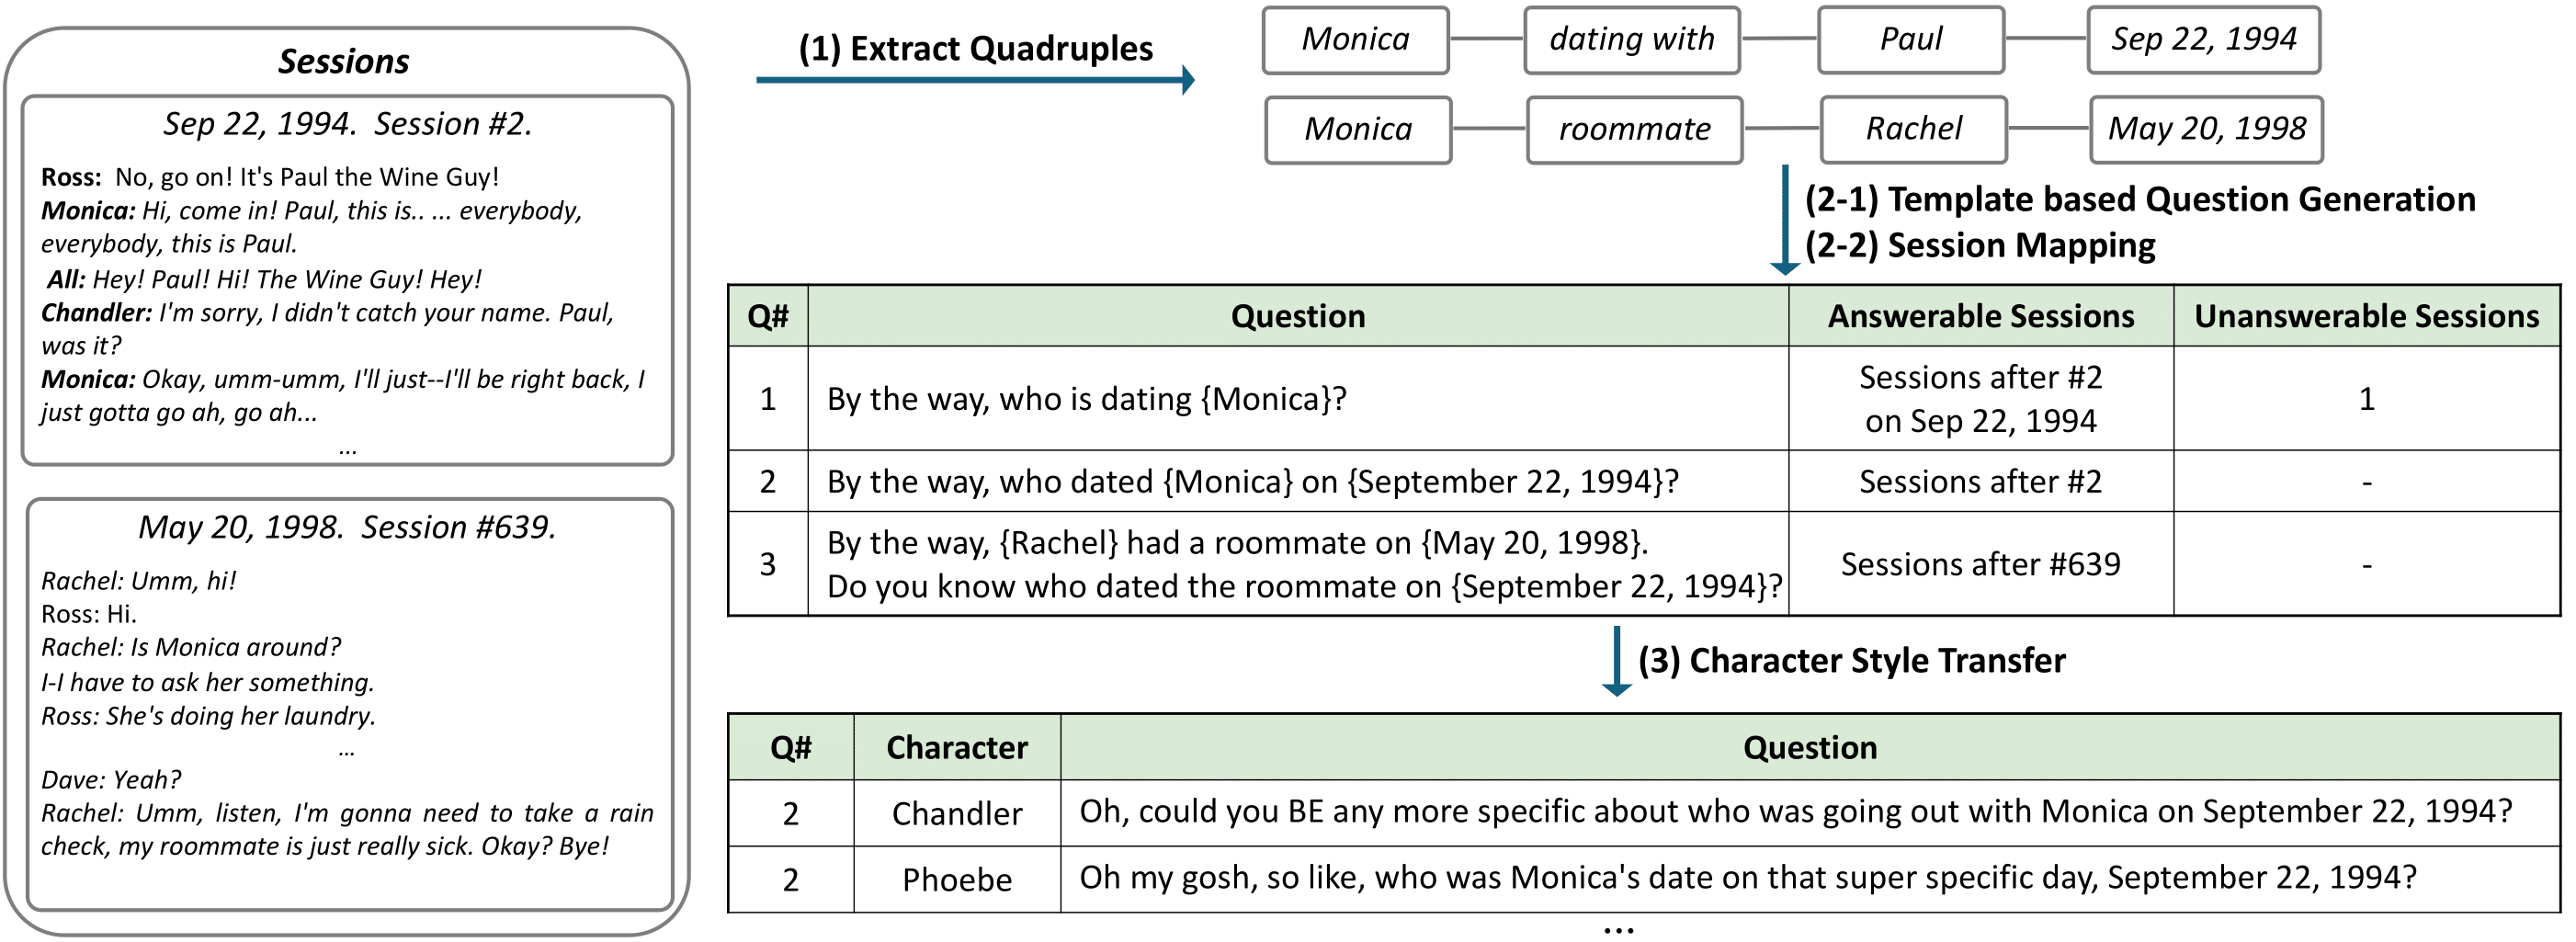 Sessions
Sep 22, 1994.  Session #2.
Ross:  No, go on! It's Paul the Wine Guy!
Monica: Hi, come in! Paul, this is.. ... everybody,
everybody, this is Paul.
All: Hey! Paul! Hi! The Wine Guy! Hey!
Chandler: I'm sorry, I didn't catch your name. Paul,
was it?
Monica: Okay, umm-umm, I'll just--I'll be right back, I
just gotta go ah, go ah...
...
May 20, 1998.  Session #639.
Rachel: Umm, hi!
Ross: Hi.
Rachel: Is Monica around?
I-I have to ask her something.
Ross: She's doing her laundry.
...
Dave: Yeah?
Rachel: Umm, listen, I'm gonna need to take a rain
check, my roommate is just really sick. Okay? Bye!
(1) Extract Quadruples
Monica dating with Paul Sep 22, 1994
Monica roommate Rachel May 20, 1998
(2-1) Template based Question Generation
(2-2) Session Mapping
Q# Question Answerable Sessions Unanswerable Sessions
1 By the way, who is dating {Monica}? Sessions after #2
on Sep 22, 1994 1
2 By the way, who dated {Monica} on {September 22, 1994}? Sessions after #2 -
3 By the way, {Rachel} had a roommate on {May 20, 1998}.
Do you know who dated the roommate on {September 22, 1994}? Sessions after #639 -
(3) Character Style Transfer
Q# Character Question
2 Chandler Oh, could you BE any more specific about who was going out with Monica on September 22, 1994?
2 Phoebe Oh my gosh, so like, who was Monica's date on that super specific day, September 22, 1994?
...